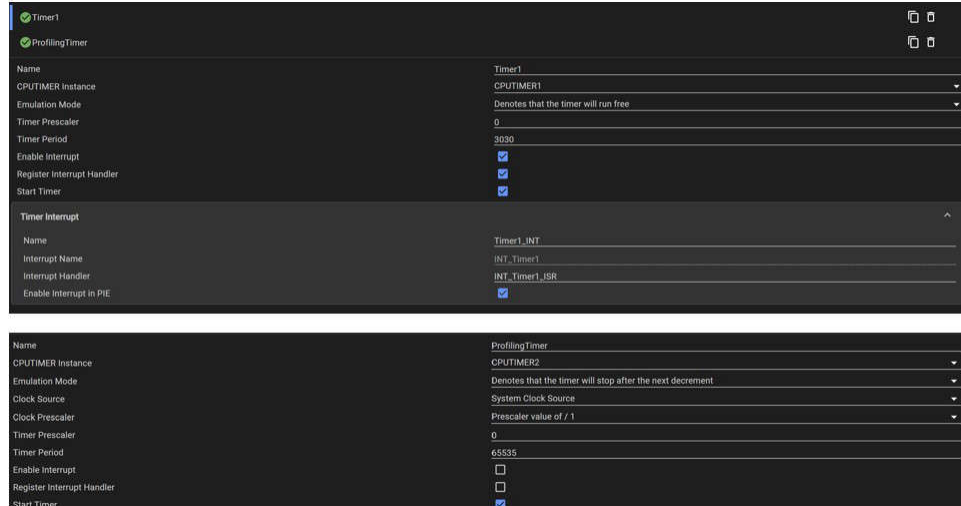 Timer1
ProfilingTimer
Name Timer1
CPUTIMER Instance CPUTIMER1
Emulation Mode Denotes that the timer will run free
Timer Prescaler 0
Timer Period 3030
Enable Interrupt
Register Interrupt Handler
Start Timer
Timer Interrupt
Name Timer1_INT
Interrupt Name INT_Timer1
Interrupt Handler INT_Timer1_ISR
Enable Interrupt in PIE
Name ProfilingTimer
CPUTIMER Instance CPUTIMER2
Emulation Mode Denotes that the timer will stop after the next decrement
Clock Source System Clock Source
Clock Prescaler Prescaler value of / 1
Timer Prescaler 0
Timer Period 65535
Enable Interrupt
Register Interrupt Handler
Start Timer